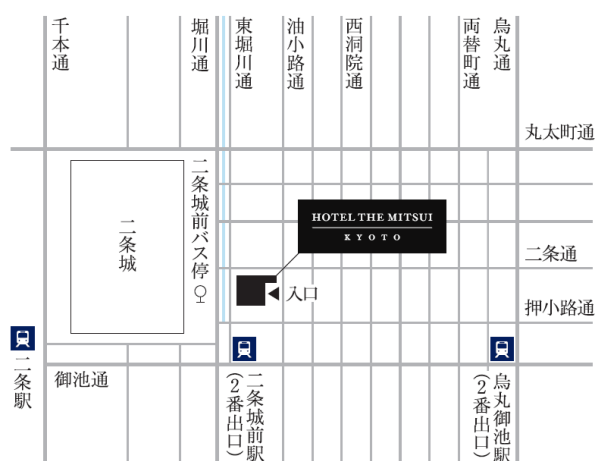 千本通
堀川通
東堀川通
油小路通
西洞院通
両替町通
烏丸通
丸太町通
二条城前バス停
二条城
HOTEL THE MITSUI
KYOTO
二条通
入口
押小路通
二条駅
御池通
二条城前駅
(2番出口)
烏丸御池駅
(2番出口)